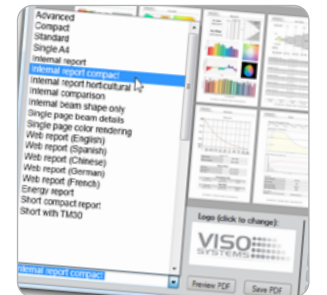 Advanced
Compact
Standard
Single A4
Internal report
Internal report compact
Internal report horticultural
Internal comparison
Internal beam shape only
Single page beam details
Single page color rendering
Web report (English)
Web report (Spanish)
Web report (Chinese)
Web report (German)
Web report (French)
Energy report
Short compact report
Short with TM30
Internal report compact
Logo (click to change):
VISO
SYSTEMS
Preview PDF
Save PDF